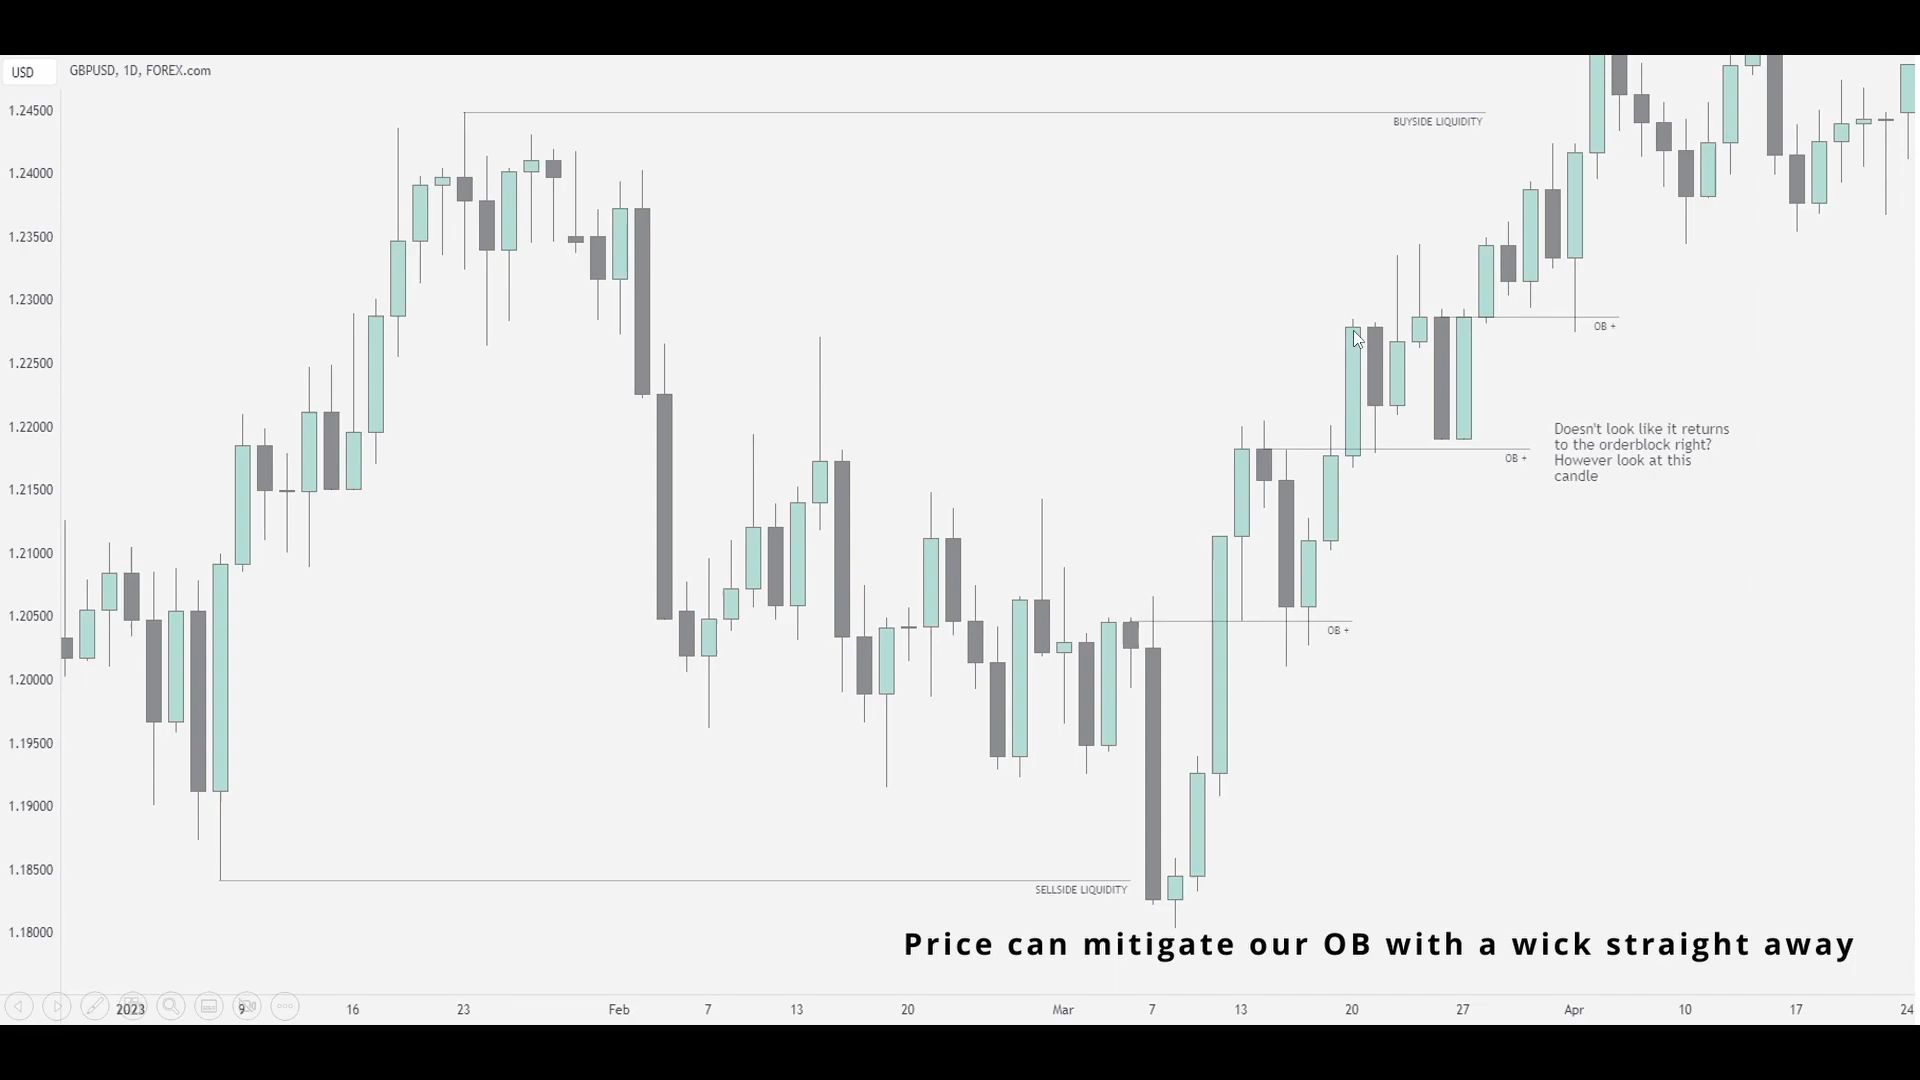 USD
GBPUSD, 1D, FOREX.com
1.24500
BUYSIDE LIQUIDITY
1.24000
1.23500
1.23000
OB +
1.22500
1.22000
Doesn't look like it returns
to the orderblock right?
However look at this
candle
OB +
1.21500
1.21000
1.20500
OB +
1.20000
1.19500
1.19000
1.18500
SELLSIDE LIQUIDITY
1.18000
Price can mitigate our OB with a wick straight away
2023 9 16 23 Feb 7 13 20 Mar 7 13 20 27 Apr 10 17 24